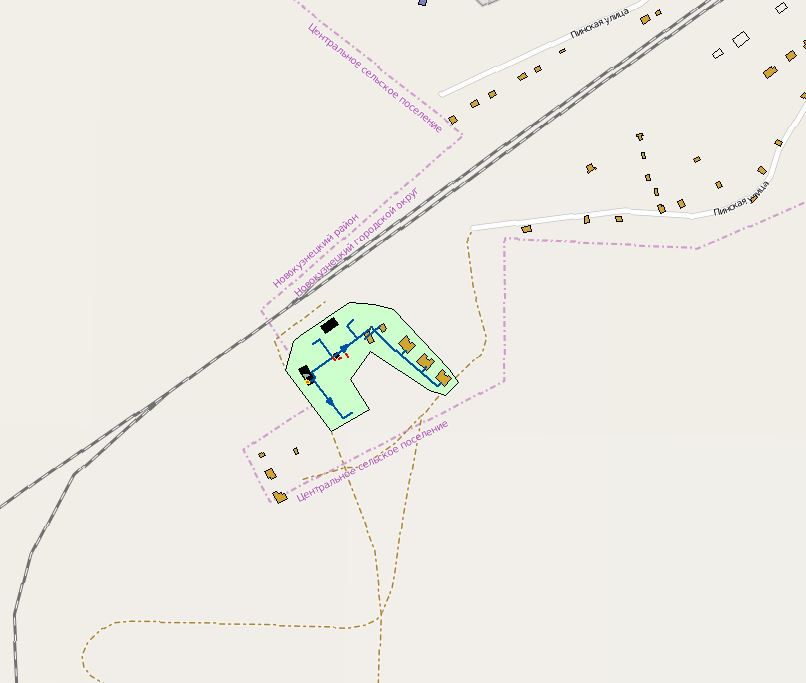 Пинская улица
Центральное сельское поселение
Пинская улица
Новокузнецкий район
Новокузнецкий городской округ
Центральное сельское поселение